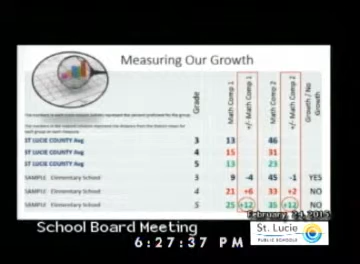 Measuring Our Growth
Grade
Math Comp 1
+/- Math Comp 1
Math Comp 2
+/- Math Comp 2
Growth / No Growth
ST LUCIE COUNTY Avg 3 13 46
ST LUCIE COUNTY Avg 4 15 31
ST LUCIE COUNTY Avg 5 13 23
SAMPLE Elementary School 3 9 -4 45 -1 YES
SAMPLE Elementary School 4 21 +6 33 +2 NO
SAMPLE Elementary School 5 25 +12 35 +12 NO
February 24, 2015
School Board Meeting
6:27:37 PM
St. Lucie
PUBLIC SCHOOLS